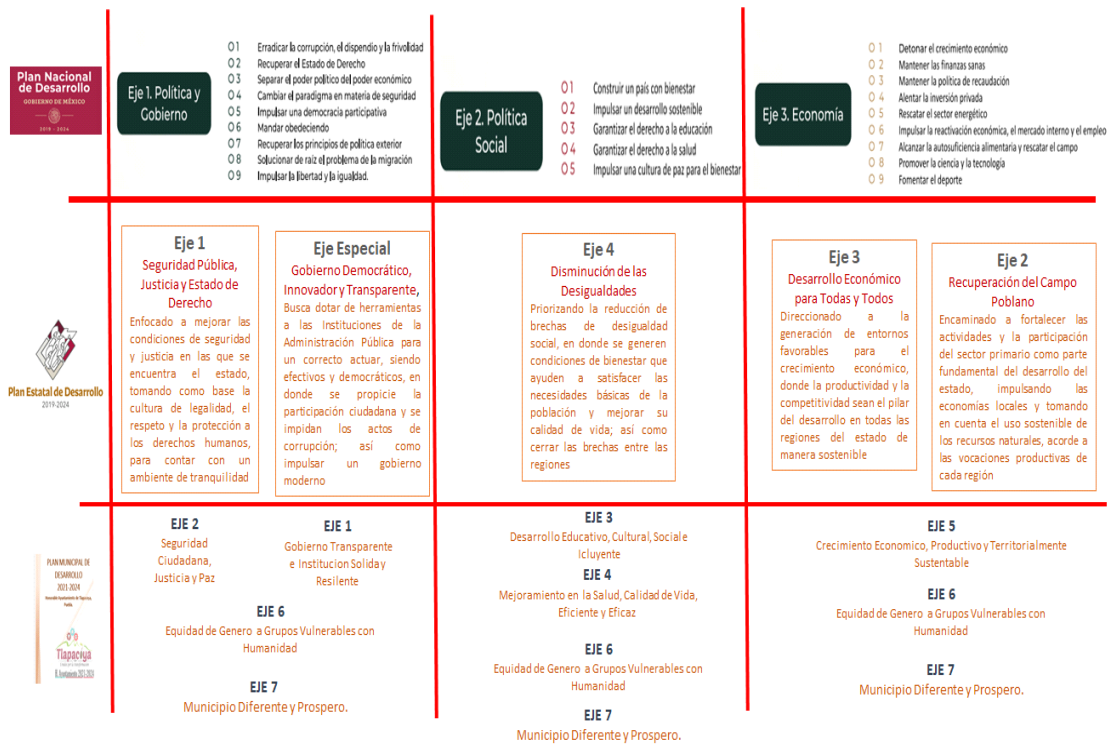 Plan Nacional
de Desarrollo
GOBIERNO DE MÉXICO
2019 - 2024
Eje 1. Política y
Gobierno
01 Erradicar la corrupción, el dispendio y la frivolidad
02 Recuperar el Estado de Derecho
03 Separar el poder político del poder económico
04 Cambiar el paradigma en materia de seguridad
05 Impulsar una democracia participativa
06 Mandar obedeciendo
07 Recuperar los principios de política exterior
08 Solucionar de raíz el problema de la migración
09 Impulsar la libertad y la igualdad.
Eje 2. Política
Social
01 Construir un país con bienestar
02 Impulsar un desarrollo sostenible
03 Garantizar el derecho a la educación
04 Garantizar el derecho a la salud
05 Impulsar una cultura de paz para el bienestar
Eje 3. Economía
01 Detonar el crecimiento económico
02 Mantener las finanzas sanas
03 Mantener la política de recaudación
04 Alentar la inversión privada
05 Rescatar el sector energético
06 Impulsar la reactivación económica, el mercado interno y el empleo
07 Alcanzar la autosuficiencia alimentaria y rescatar el campo
08 Promover la ciencia y la tecnología
09 Fomentar el deporte
Plan Estatal de Desarrollo
2019-2024
Eje 1
Seguridad Pública,
Justicia y Estado de
Derecho
Enfocado a mejorar las
condiciones de seguridad
y justicia en las que se
encuentra el estado,
tomando como base la
cultura de legalidad, el
respeto y la protección a
los derechos humanos,
para contar con un
ambiente de tranquilidad
Eje Especial
Gobierno Democrático,
Innovador y Transparente,
Busca dotar de herramientas
a las Instituciones de la
Administración Pública para
un correcto actuar, siendo
efectivos y democráticos, en
donde se propicie la
participación ciudadana y se
impidan los actos de
corrupción; así como
impulsar un gobierno
moderno
Eje 4
Disminución de las
Desigualdades
Priorizando la reducción de
brechas de desigualdad
social, en donde se generen
condiciones de bienestar que
ayuden a satisfacer las
necesidades básicas de la
población y mejorar su
calidad de vida; así como
cerrar las brechas entre las
regiones
Eje 3
Desarrollo Económico
para Todas y Todos
Direccionado a la
generación de entornos
favorables para el
crecimiento económico,
donde la productividad y la
competitividad sean el pilar
del desarrollo en todas las
regiones del estado de
manera sostenible
Eje 2
Recuperación del Campo
Poblano
Encaminado a fortalecer las
actividades y la participación
del sector primario como parte
fundamental del desarrollo del
estado, impulsando las
economías locales y tomando
en cuenta el uso sostenible de
los recursos naturales, acorde a
las vocaciones productivas de
cada región
PLAN MUNICIPAL DE
DESARROLLO
2021-2024
Puebla.
H. Ayuntamiento 2021-2024
EJE 2
Seguridad
Ciudadana,
Justicia y Paz
EJE 1
Gobierno Transparente
e Institucion Solida y
Resilente
EJE 6
Equidad de Genero a Grupos Vulnerables con
Humanidad
EJE 7
Municipio Diferente y Prospero.
EJE 3
Desarrollo Educativo, Cultural, Social e
Icluyente
EJE 4
Mejoramiento en la Salud, Calidad de Vida,
Eficiente y Eficaz
EJE 6
Equidad de Genero a Grupos Vulnerables con
Humanidad
EJE 7
Municipio Diferente y Prospero.
EJE 5
Crecimiento Economico, Productivo y Territorialmente
Sustentable
EJE 6
Equidad de Genero a Grupos Vulnerables con
Humanidad
EJE 7
Municipio Diferente y Prospero.